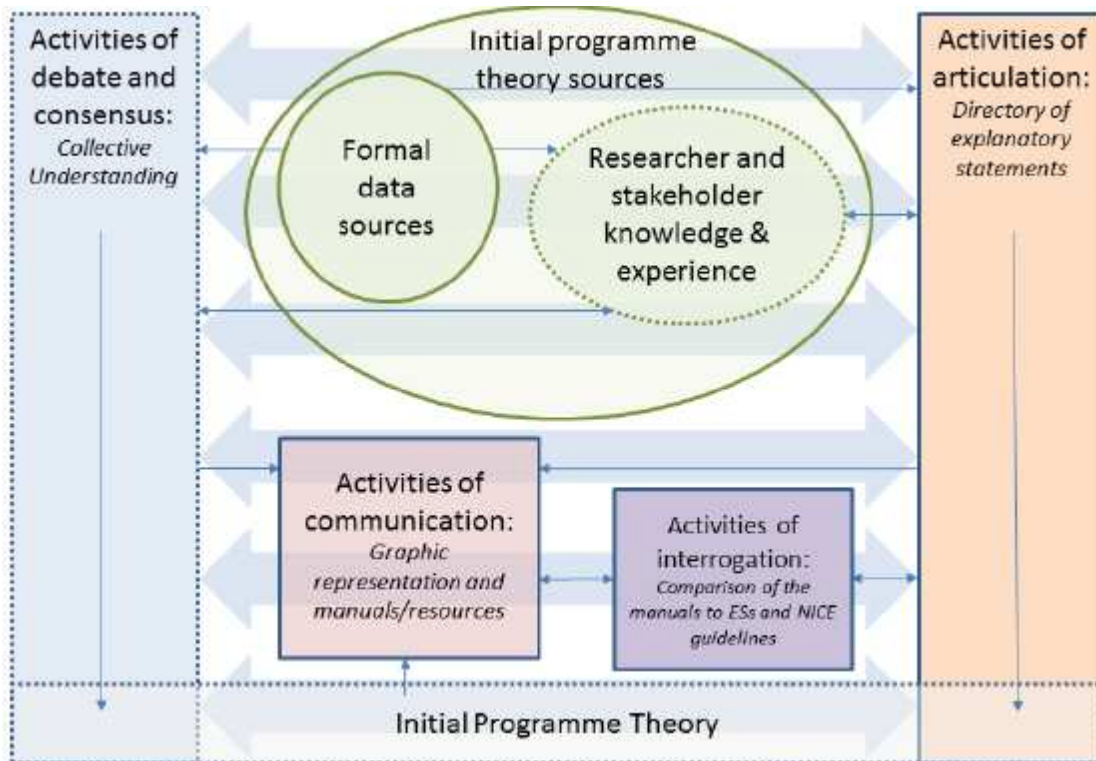 Activities of
debate and
consensus:
Collective
Understanding
Initial programme
theory sources
Formal
data
sources
Researcher and
stakeholder
knowledge &
experience
Activities of
articulation:
Directory of
explanatory
statements
Activities of
communication:
Graphic
representation and
manuals/resources
Activities of
interrogation:
Comparison of the
manuals to ESs and NICE
guidelines
Initial Programme Theory